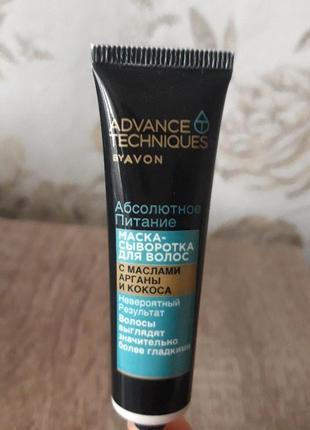 ADVANCE
TECHNIQUES
BY AVON
Абсолютное
Питание
МАСКА-
СЫВОРОТКА
ДЛЯ ВОЛОС
С МАСЛАМИ
АРГАНЫ
И КОКОСА
Невероятный
Результат
Волосы
выглядят
значительно
более гладкими